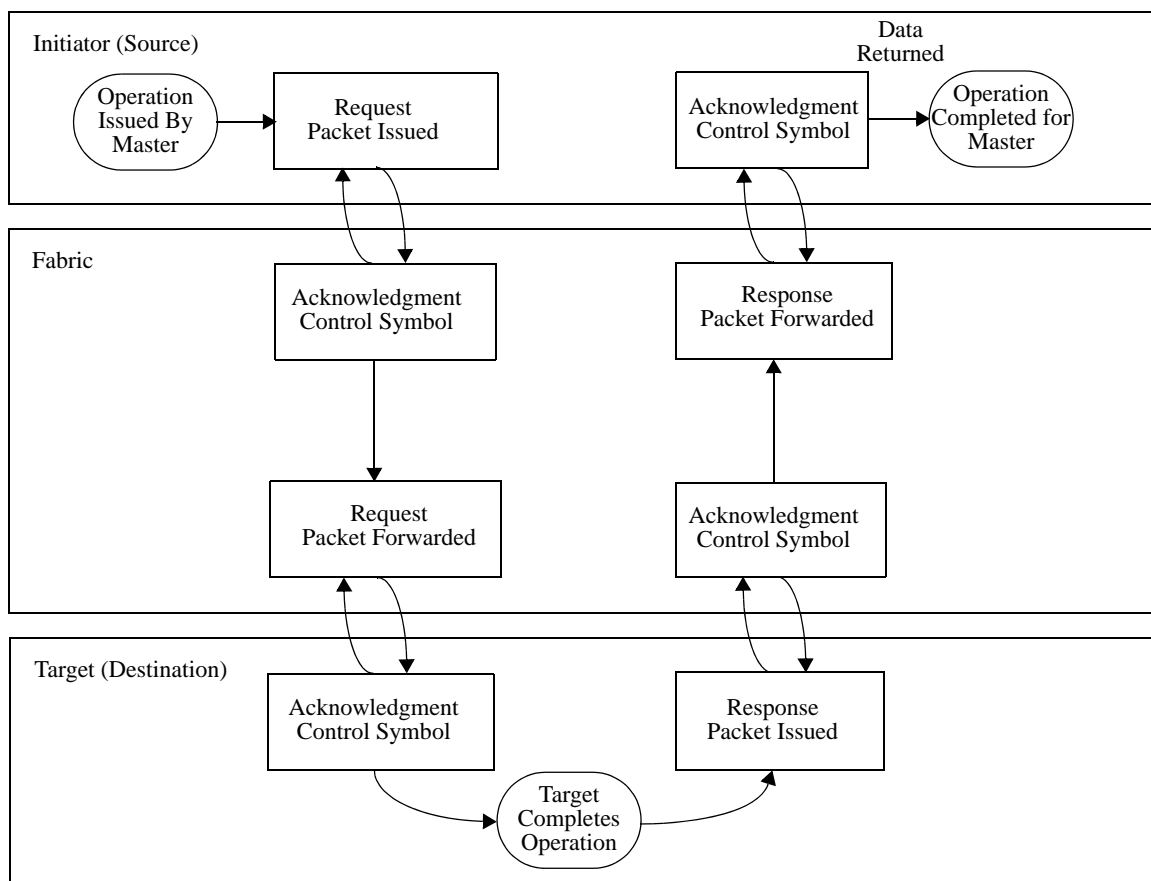 Initiator (Source)
Data
Returned
Operation
Issued By
Master
Request
Packet Issued
Acknowledgment
Control Symbol
Operation
Completed for
Master
Fabric
Acknowledgment
Control Symbol
Response
Packet Forwarded
Request
Packet Forwarded
Acknowledgment
Control Symbol
Target (Destination)
Acknowledgment
Control Symbol
Response
Packet Issued
Target
Completes
Operation